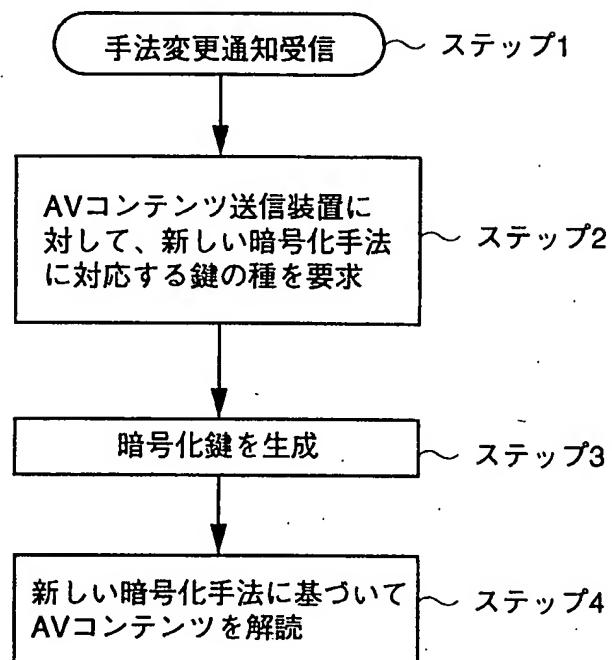 手法変更通知受信
ステップ1
AVコンテンツ送信装置に
対して、新しい暗号化手法
に対応する鍵の種を要求
ステップ2
暗号化鍵を生成
ステップ3
新しい暗号化手法に基づいて
AVコンテンツを解読
ステップ4